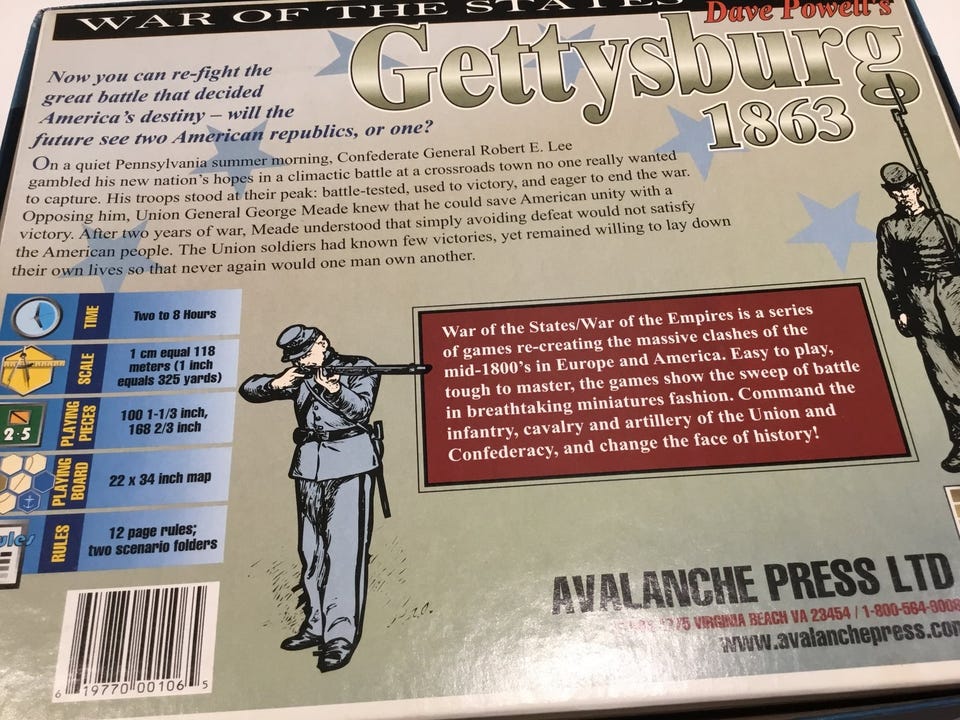 WAR OF THE STATES
Dave Powell's
Gettysburg
1863
Now you can re-fight the
great battle that decided
America's destiny – will the
future see two American republics, or one?
On a quiet Pennsylvania summer morning, Confederate General Robert E. Lee
gambled his new nation's hopes in a climactic battle at a crossroads town no one really wanted
to capture. His troops stood at their peak: battle-tested, used to victory, and eager to end the war.
Opposing him, Union General George Meade knew that he could save American unity with a
victory. After two years of war, Meade understood that simply avoiding defeat would not satisfy
the American people. The Union soldiers had known few victories, yet remained willing to lay down
their own lives so that never again would one man own another.
TIME
Two to 8 Hours
SCALE
1 cm equal 118
meters (1 inch
equals 325 yards)
2-5
PLAYING
PIECES
100 1-1/3 inch,
168 2/3 inch
PLAYING
BOARD
22 x 34 inch map
RULES
12 page rules;
two scenario folders
War of the States/War of the Empires is a series
of games re-creating the massive clashes of the
mid-1800's in Europe and America. Easy to play,
tough to master, the games show the sweep of battle
in breathtaking miniatures fashion. Command the
infantry, cavalry and artillery of the Union and
Confederacy, and change the face of history!
AVALANCHE PRESS LTD
VIRGINIA BEACH VA 23454 / 1-800-564-9008
www.avalanchepress.com
6 19770 00106 5